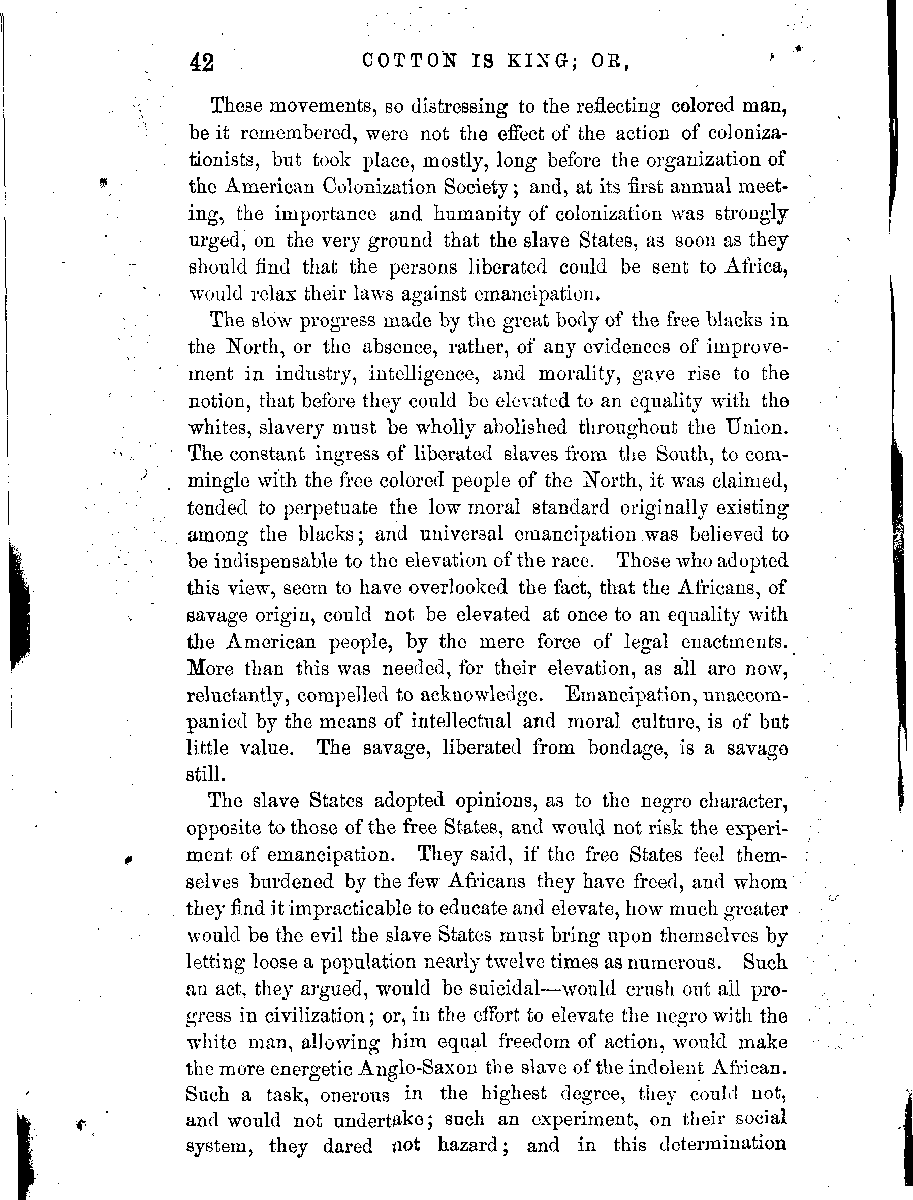 42 COTTON IS KING; OR,
These movements, so distressing to the reflecting colored man,
be it remembered, were not the effect of the action of coloniza-
tionists, but took place, mostly, long before the organization of
the American Colonization Society; and, at its first annual meet-
ing, the importance and humanity of colonization was strongly
urged, on the very ground that the slave States, as soon as they
should find that the persons liberated could be sent to Africa,
would relax their laws against emancipation.
The slow progress made by the great body of the free blacks in
the North, or the absence, rather, of any evidences of improve-
ment in industry, intelligence, and morality, gave rise to the
notion, that before they could be elevated to an equality with the
whites, slavery must be wholly abolished throughout the Union.
The constant ingress of liberated slaves from the South, to com-
mingle with the free colored people of the North, it was claimed,
tended to perpetuate the low moral standard originally existing
among the blacks; and universal emancipation was believed to
be indispensable to the elevation of the race. Those who adopted
this view, seem to have overlooked the fact, that the Africans, of
savage origin, could not be elevated at once to an equality with
the American people, by the mere force of legal enactments.
More than this was needed, for their elevation, as all are now,
reluctantly, compelled to acknowledge. Emancipation, unaccom-
panied by the means of intellectual and moral culture, is of but
little value. The savage, liberated from bondage, is a savage
still.
The slave States adopted opinions, as to the negro character,
opposite to those of the free States, and would not risk the experi-
ment of emancipation. They said, if the free States feel them-
selves burdened by the few Africans they have freed, and whom
they find it impracticable to educate and elevate, how much greater
would be the evil the slave States must bring upon themselves by
letting loose a population nearly twelve times as numerous. Such
an act, they argued, would be suicidal—would crush out all pro-
gress in civilization; or, in the effort to elevate the negro with the
white man, allowing him equal freedom of action, would make
the more energetic Anglo-Saxon the slave of the indolent African.
Such a task, onerous in the highest degree, they could not,
and would not undertake; such an experiment, on their social
system, they dared not hazard; and in this determination